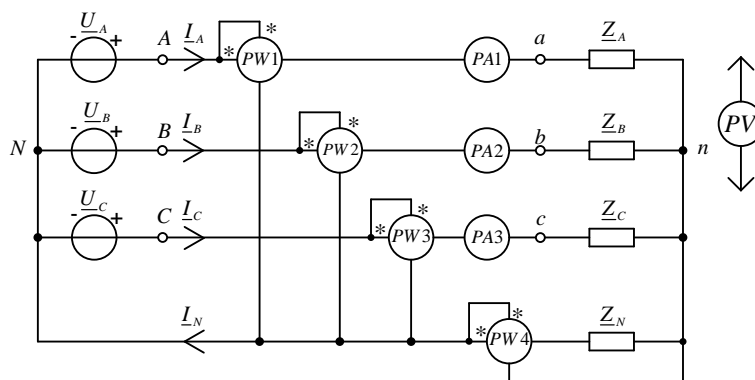 U_A
- +
A
I_A
*
*
PW1
PA1
a
Z_A
U_B
- +
B
I_B
*
*
PW2
PA2
b
Z_B
PV
N
n
U_C
- +
C
I_C
*
*
PW3
PA3
c
Z_C
I_N
*
*
PW4
Z_N